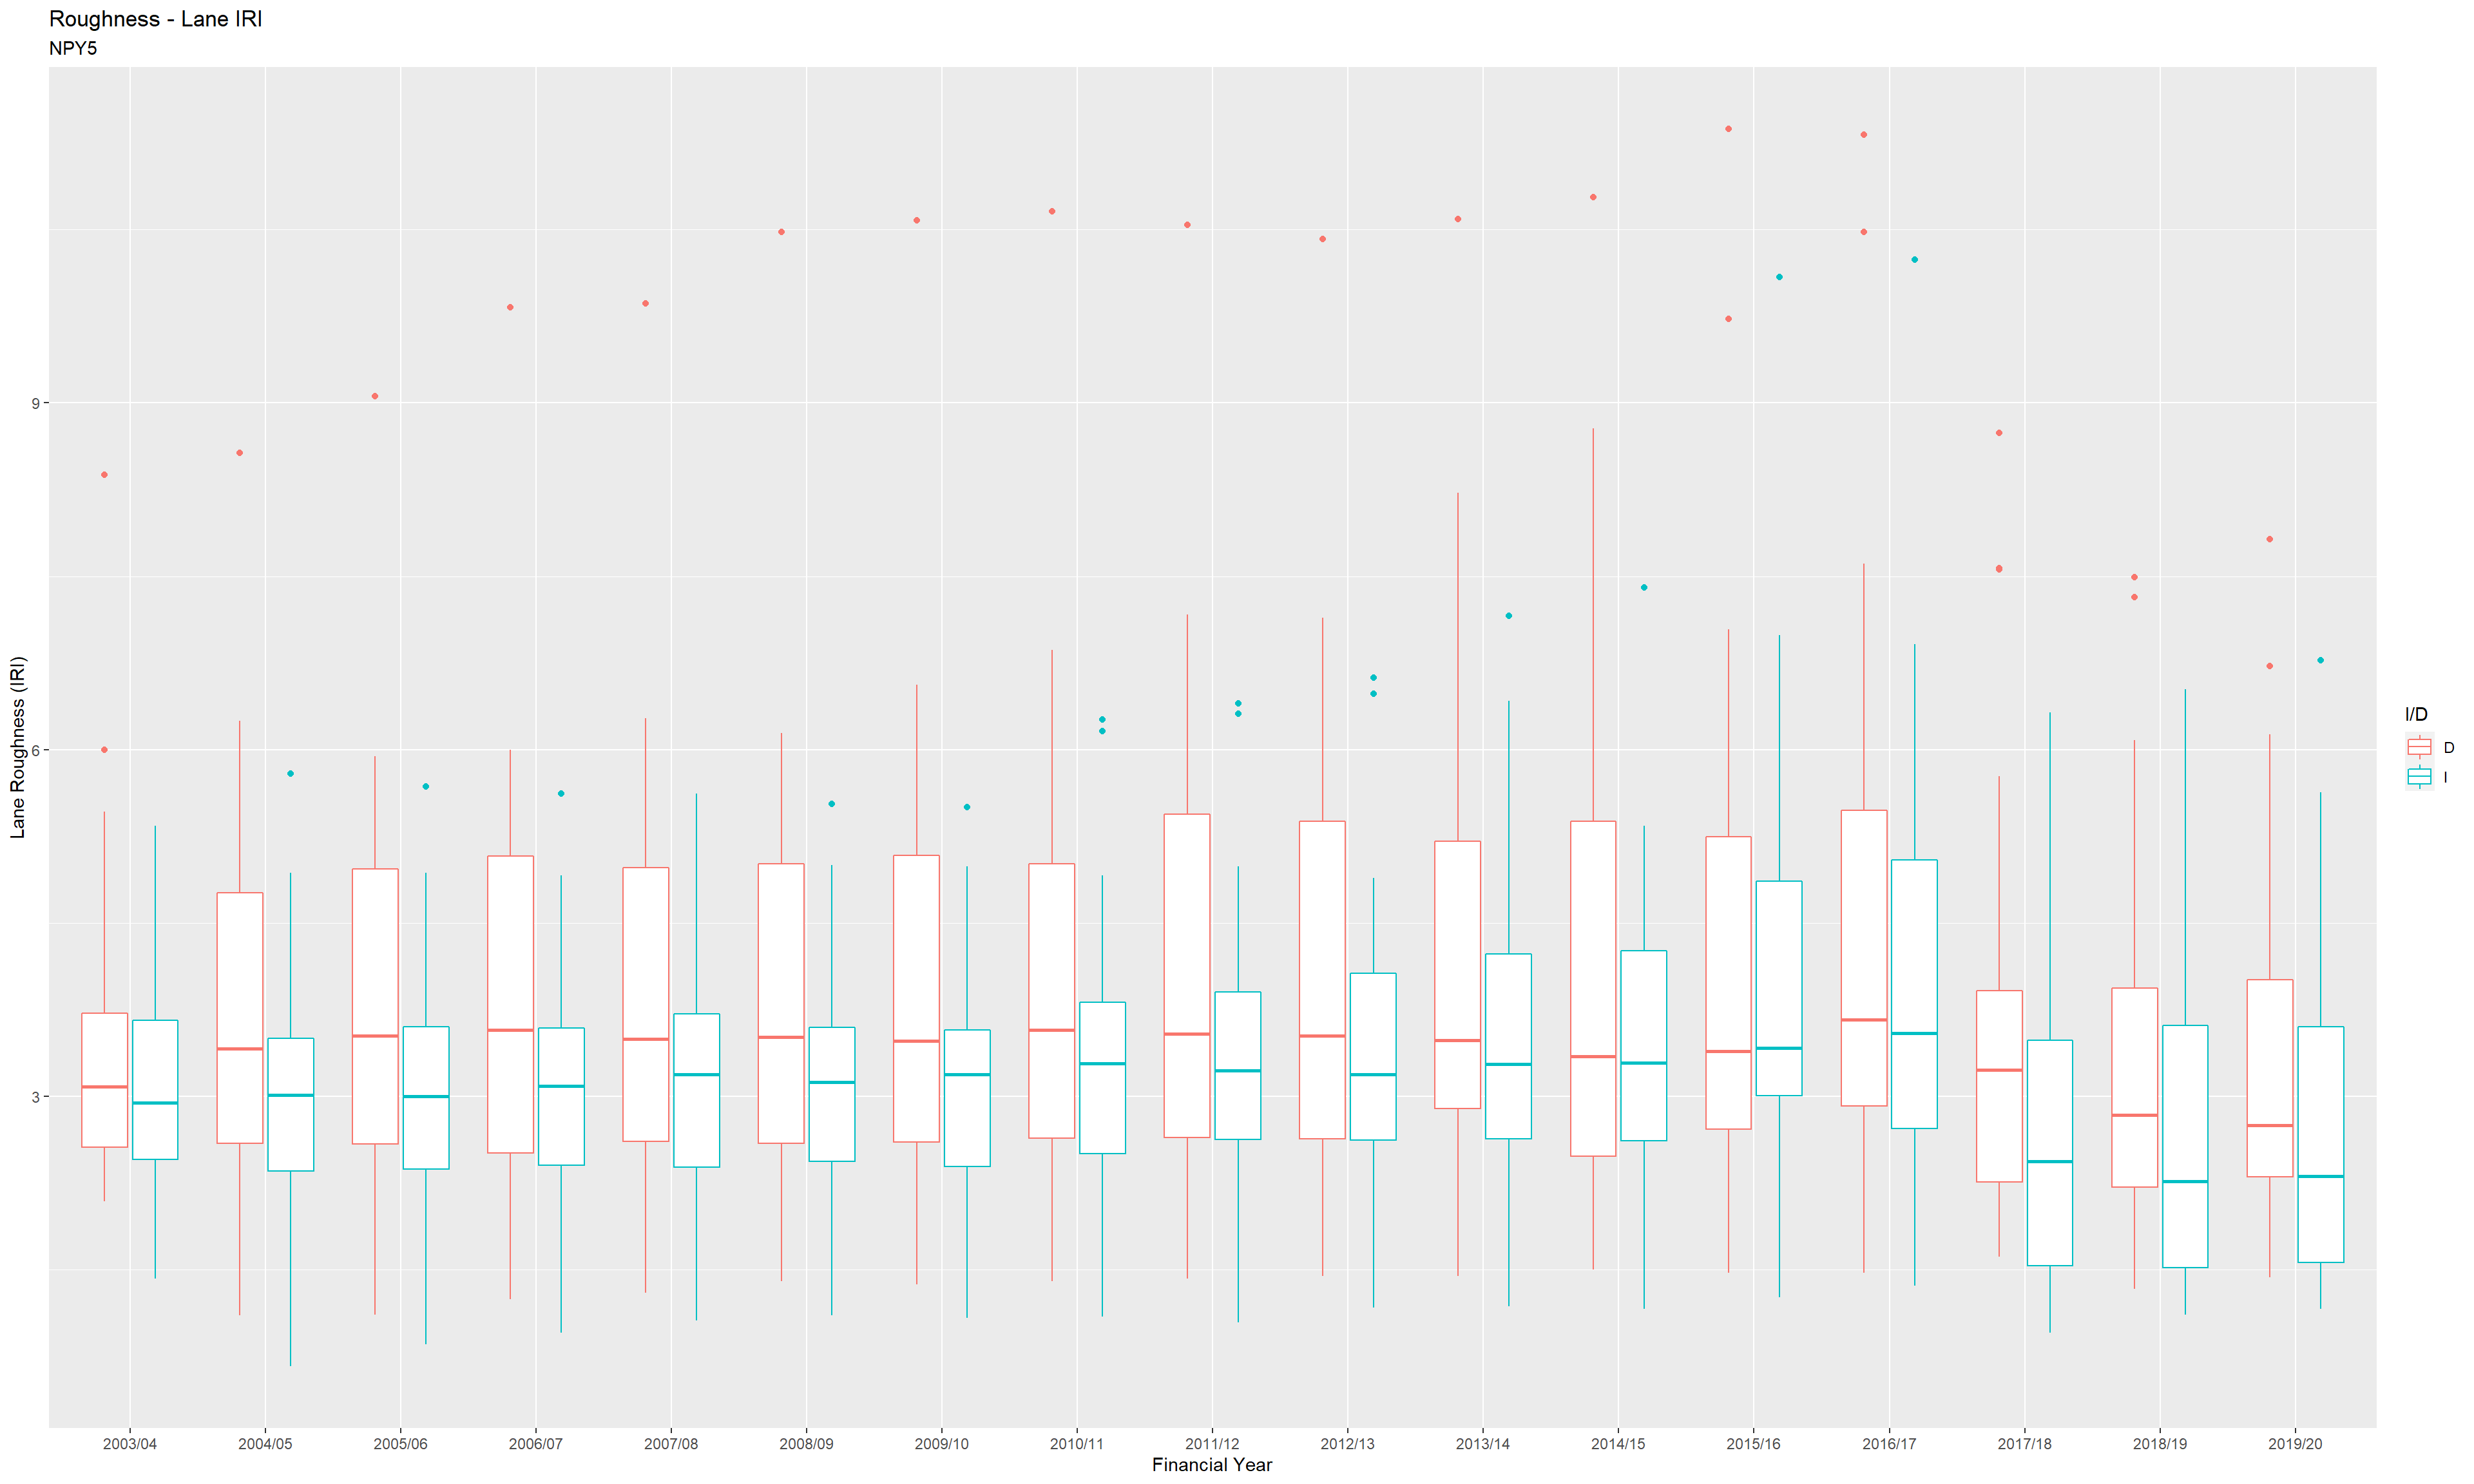 Roughness - Lane IRI
NPY5
Lane Roughness (IRI)
9
6
3
2003/04
2004/05
2005/06
2006/07
2007/08
2008/09
2009/10
2010/11
2011/12
2012/13
2013/14
2014/15
2015/16
2016/17
2017/18
2018/19
2019/20
Financial Year
I/D
D
I